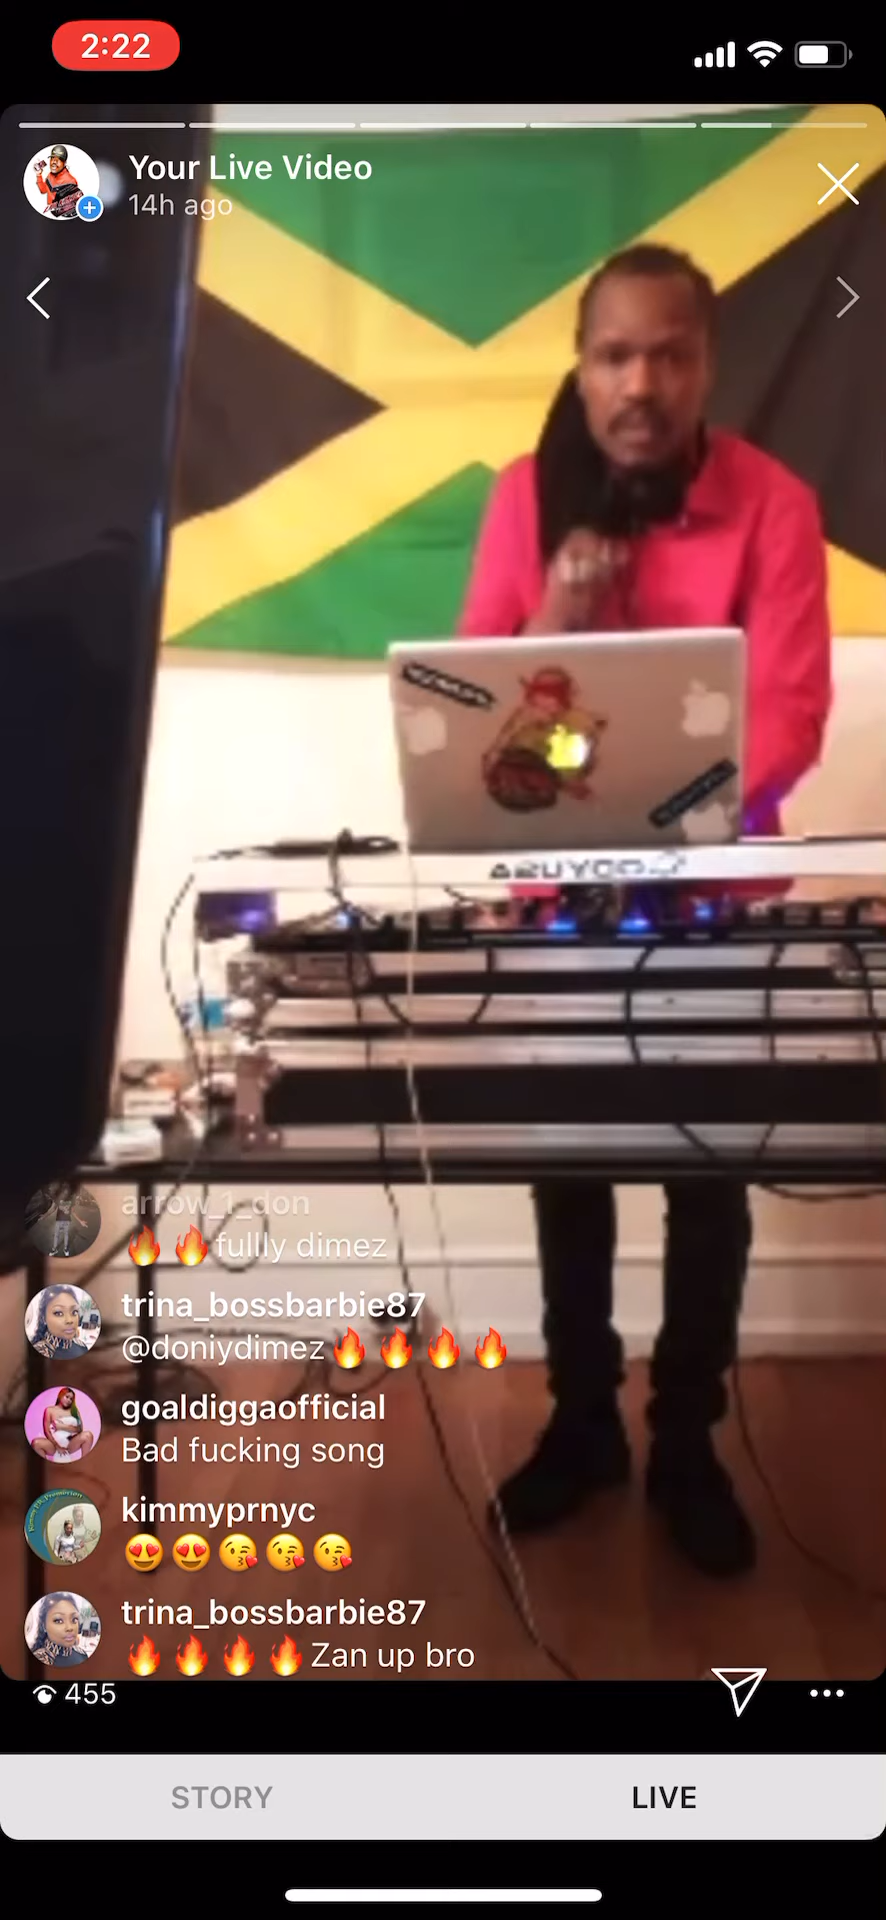 2:22
Your Live Video
14h ago
arrow_1_don
🔥 🔥 fullly dimez
trina_bossbarbie87
@doniydimez🔥 🔥 🔥 🔥
goaldiggaofficial
Bad fucking song
kimmyprnyc
😍 😍 😘 😘 😘
trina_bossbarbie87
🔥 🔥 🔥 🔥 Zan up bro
455
STORY
LIVE